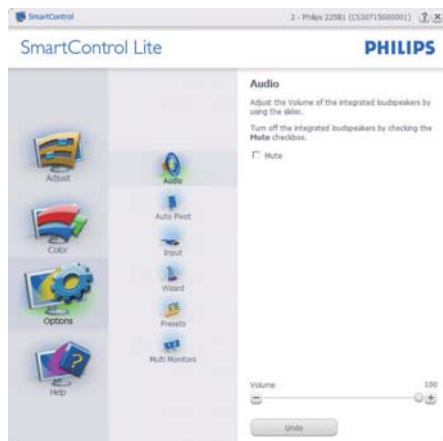 SmartControl
2 - Philips 225B1 (CS30715000001)
SmartControl Lite
PHILIPS
Adjust
Color
Options
Help
Audio
Auto Pivot
Input
Wizard
Presets
Multi Monitors
Audio
Adjust the Volume of the integrated loudspeakers by
using the slider.
Turn off the integrated loudspeakers by checking the
Mute checkbox.
Mute
Volume 100
Undo